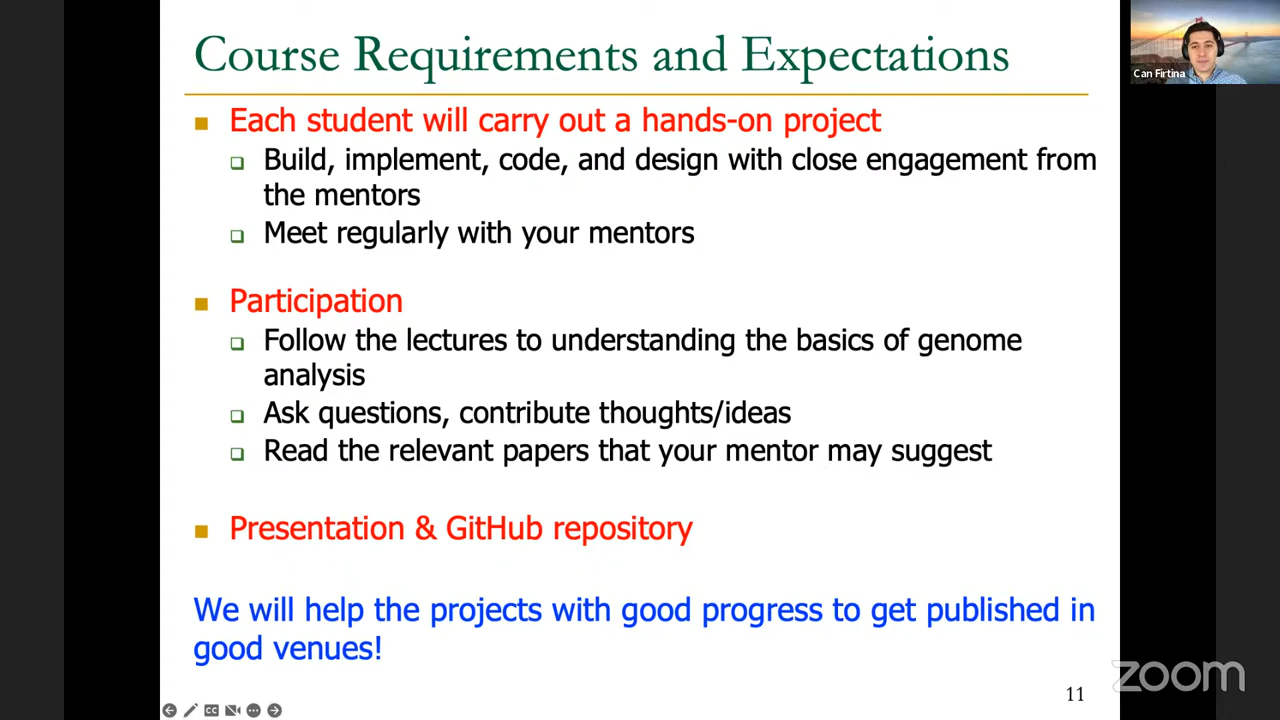 Course Requirements and Expectations
Can Firtina
Each student will carry out a hands-on project
Build, implement, code, and design with close engagement from
the mentors
Meet regularly with your mentors
Participation
Follow the lectures to understanding the basics of genome
analysis
Ask questions, contribute thoughts/ideas
Read the relevant papers that your mentor may suggest
Presentation & GitHub repository
We will help the projects with good progress to get published in
good venues!
zoom
11
CC